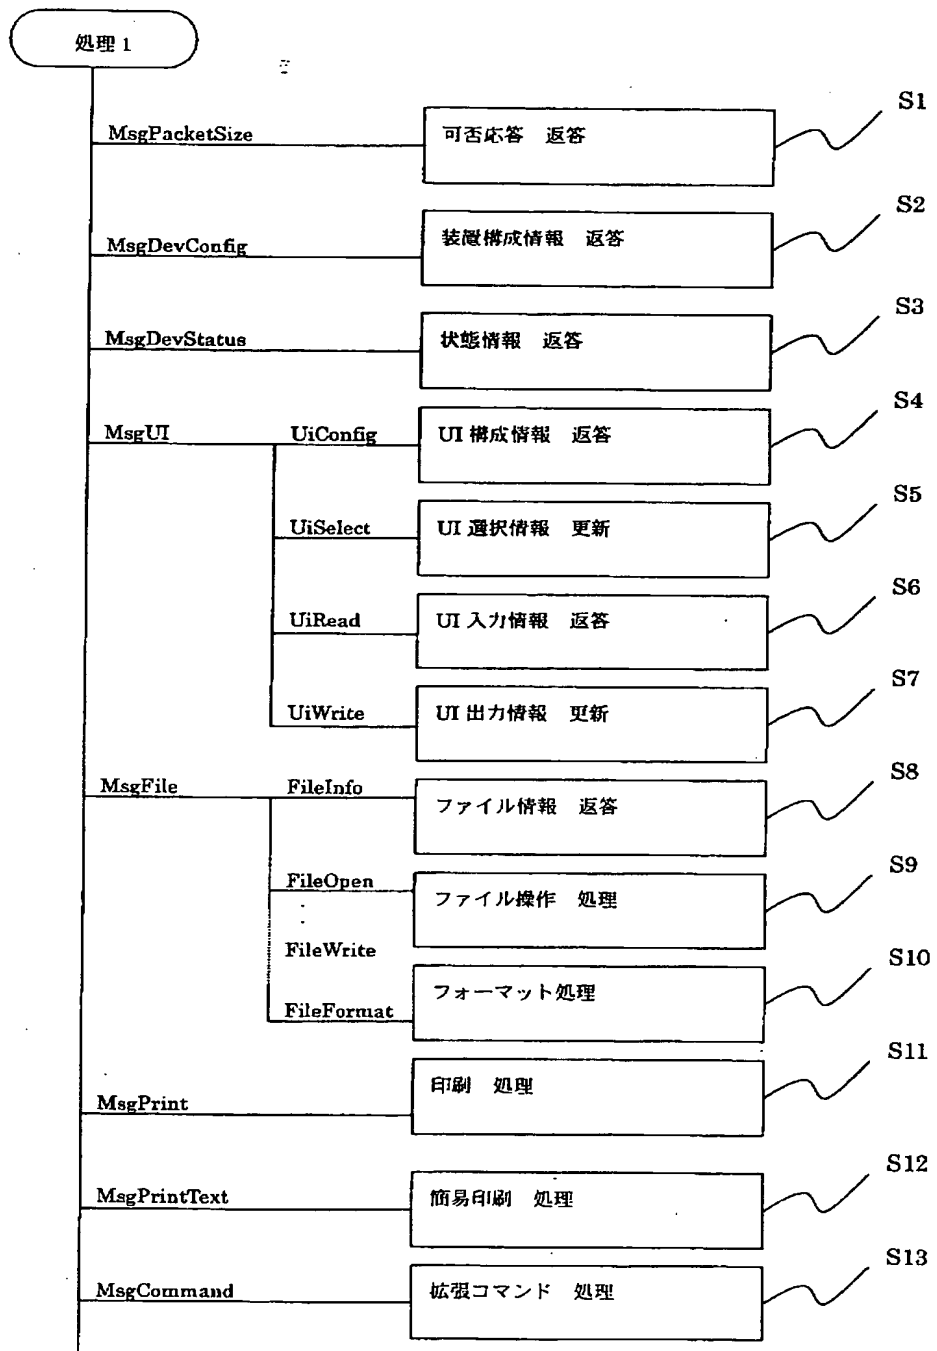 処理1
MsgPacketSize 可否応答 返答 S1
MsgDevConfig 装置構成情報 返答 S2
MsgDevStatus 状態情報 返答 S3
MsgUI UiConfig UI 構成情報 返答 S4
UiSelect UI 選択情報 更新 S5
UiRead UI 入力情報 返答 S6
UiWrite UI 出力情報 更新 S7
MsgFile FileInfo ファイル情報 返答 S8
FileOpen ファイル操作 処理 S9
FileWrite
FileFormat フォーマット処理 S10
MsgPrint 印刷 処理 S11
MsgPrintText 簡易印刷 処理 S12
MsgCommand 拡張コマンド 処理 S13